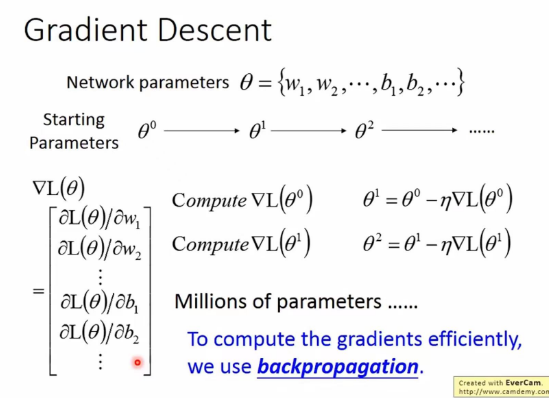 Gradient Descent
Network parameters θ = {w₁, w₂, ⋯, b₁, b₂, ⋯}
Starting
Parameters
θ⁰ → θ¹ → θ² → ……
∇L(θ)
= [ ∂L(θ)/∂w₁
∂L(θ)/∂w₂
⋮
∂L(θ)/∂b₁
∂L(θ)/∂b₂
⋮ ]
Compute ∇L(θ⁰) θ¹ = θ⁰ − η∇L(θ⁰)
Compute ∇L(θ¹) θ² = θ¹ − η∇L(θ¹)
Millions of parameters ……
To compute the gradients efficiently,
we use backpropagation.
Created with EverCam.
http://www.camdemy.com